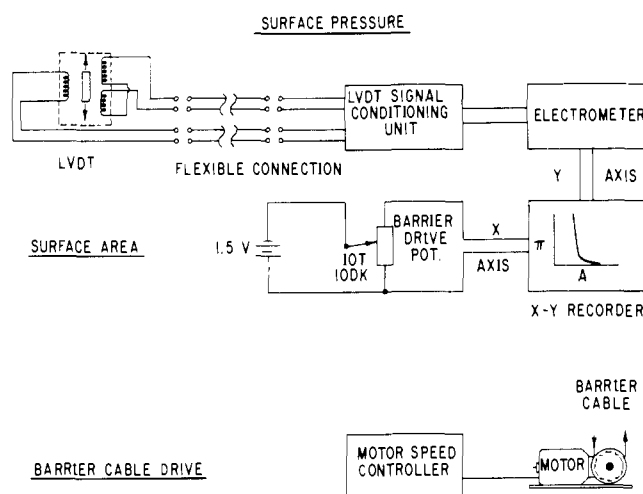 SURFACE PRESSURE
LVDT
FLEXIBLE CONNECTION
LVDT SIGNAL
CONDITIONING
UNIT
ELECTROMETER
Y AXIS
SURFACE AREA
1.5 V
10T
100K
BARRIER
DRIVE
POT.
X
AXIS
π
A
X-Y RECORDER
BARRIER
CABLE
BARRIER CABLE DRIVE
MOTOR SPEED
CONTROLLER
MOTOR